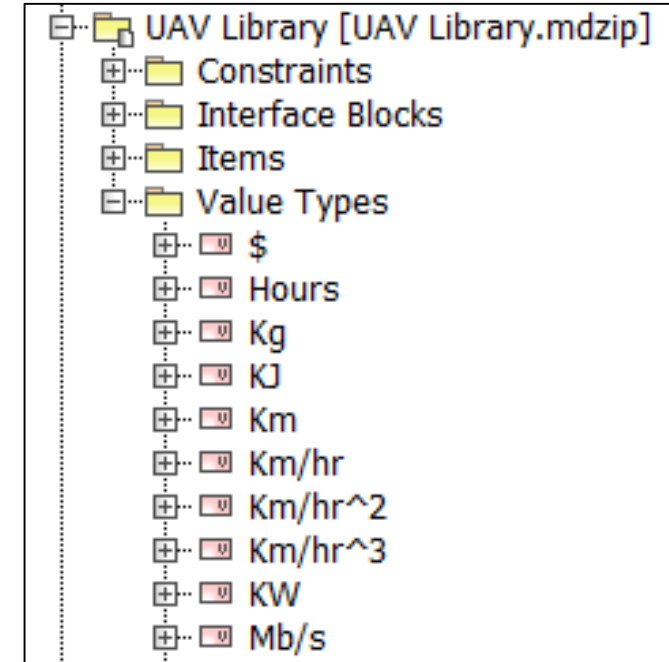 UAV Library [UAV Library.mdzip]
Constraints
Interface Blocks
Items
Value Types
$
Hours
Kg
KJ
Km
Km/hr
Km/hr^2
Km/hr^3
KW
Mb/s